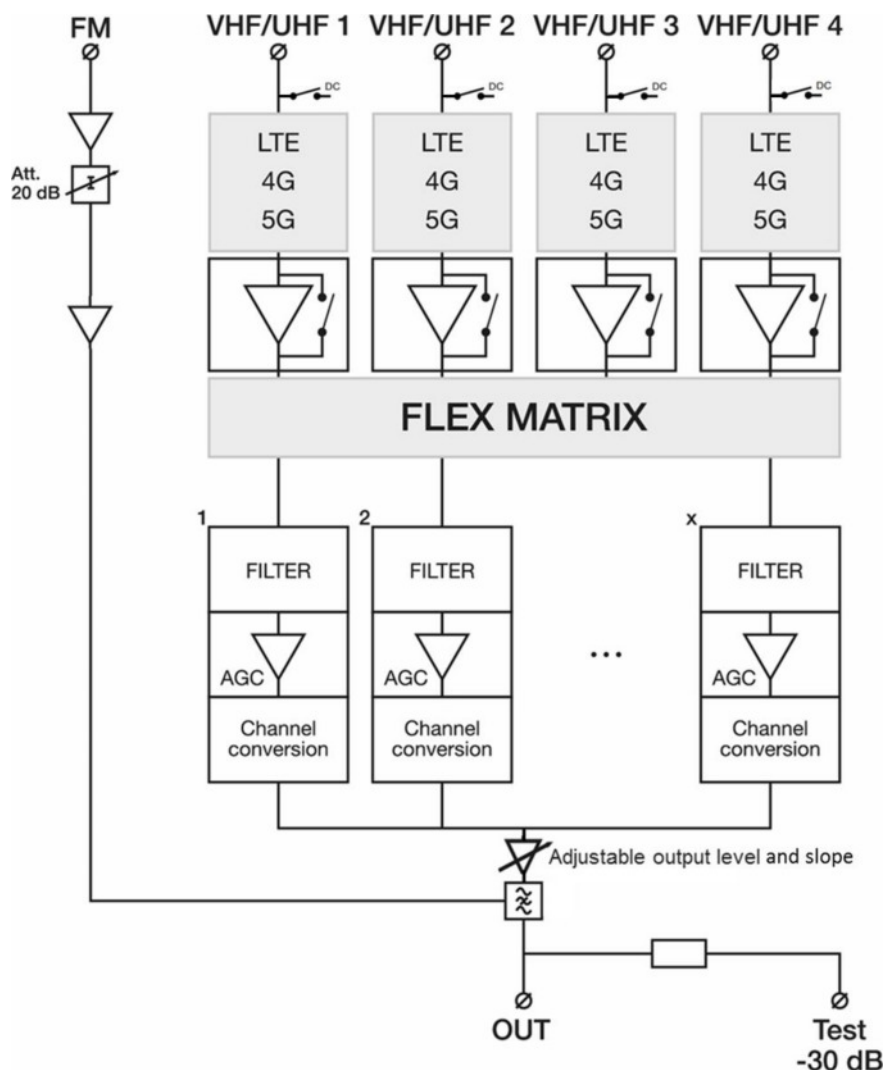 FM
VHF/UHF 1
VHF/UHF 2
VHF/UHF 3
VHF/UHF 4
DC
DC
DC
DC
LTE
4G
5G
LTE
4G
5G
LTE
4G
5G
LTE
4G
5G
Att.
20 dB
FLEX MATRIX
1
FILTER
AGC
Channel
conversion
2
FILTER
AGC
Channel
conversion
...
x
FILTER
AGC
Channel
conversion
Adjustable output level and slope
OUT
Test
-30 dB